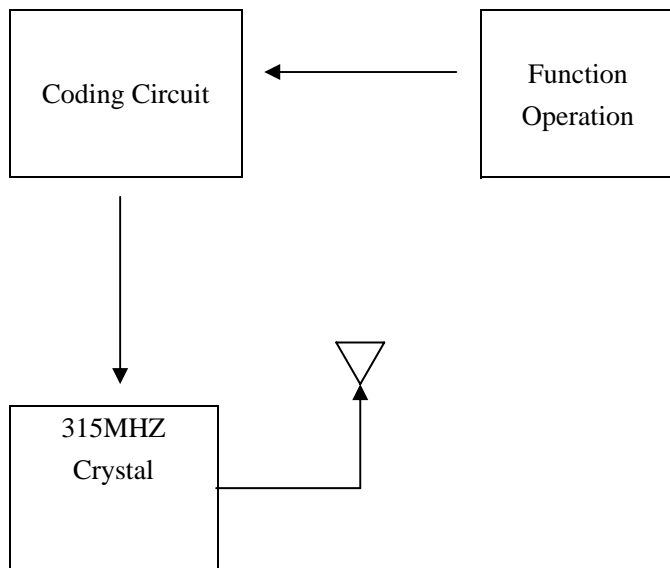 Coding Circuit
Function
Operation
315MHZ
Crystal